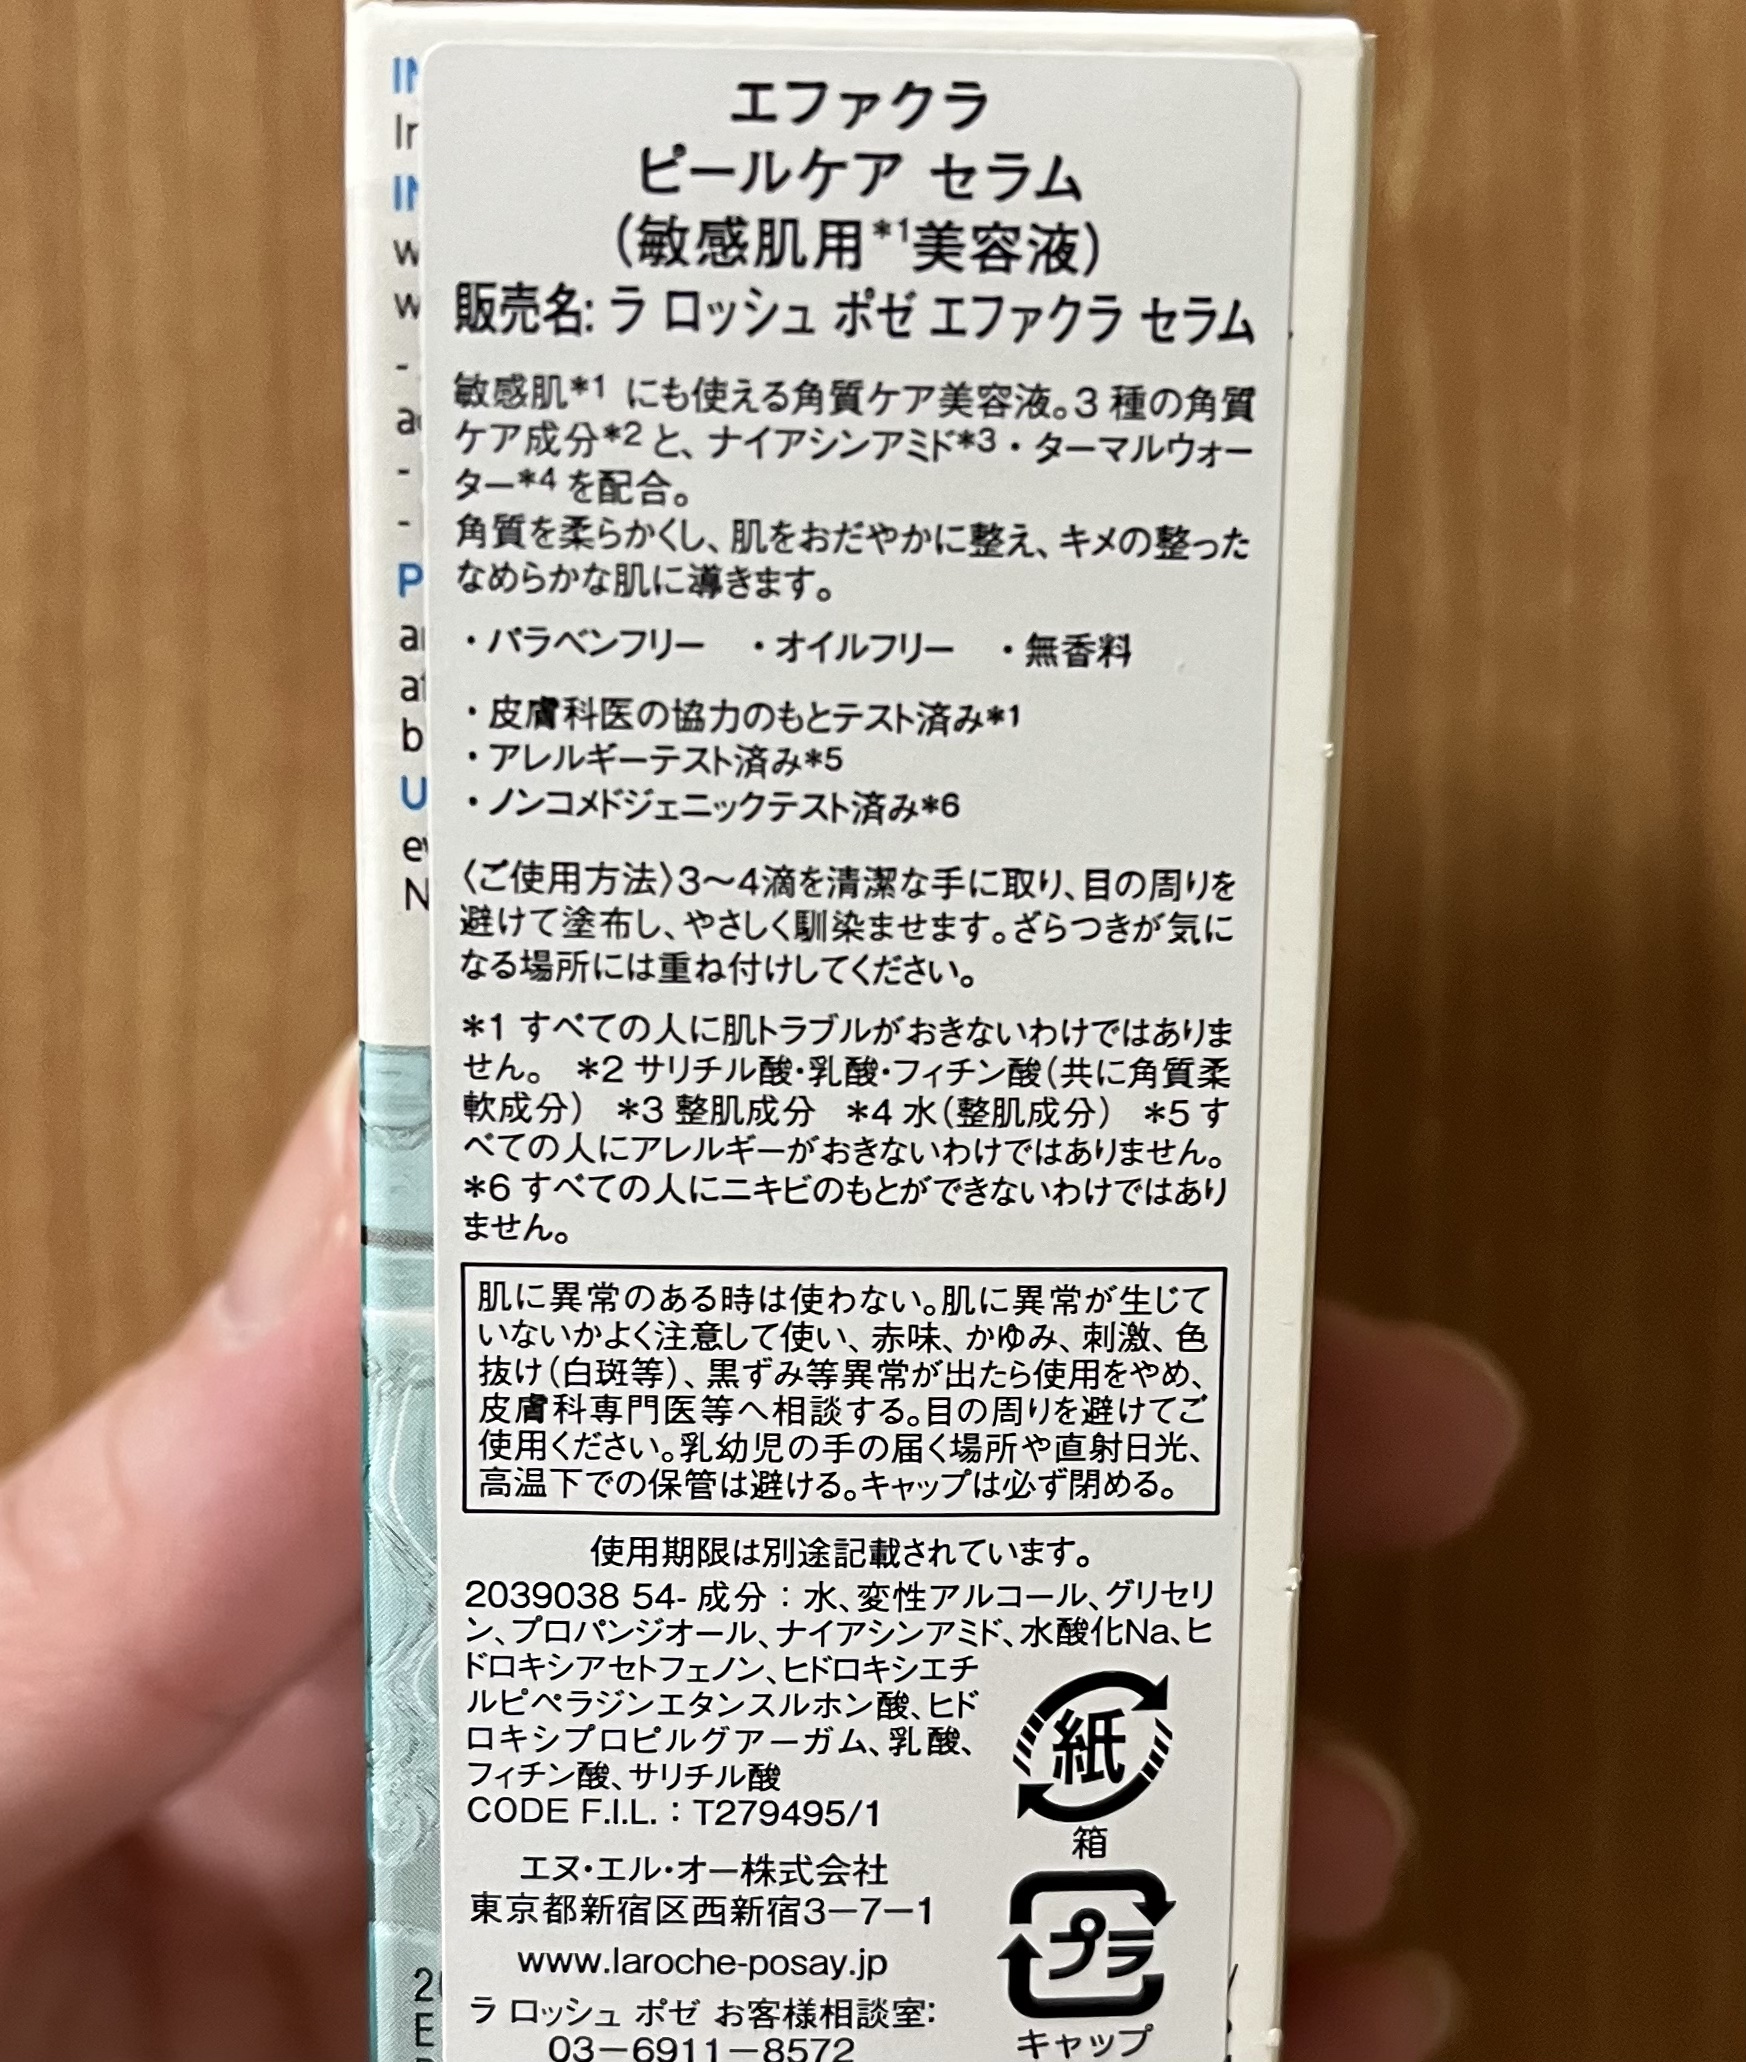 エファクラ
ピールケア セラム
(敏感肌用*1美容液)
販売名: ラ ロッシュ ポゼ エファクラ セラム
敏感肌*1 にも使える角質ケア美容液。3 種の角質
ケア成分*2 と、ナイアシンアミド*3・ターマルウォー
ター*4 を配合。
角質を柔らかくし、肌をおだやかに整え、キメの整った
なめらかな肌に導きます。
・パラベンフリー ・オイルフリー ・無香料
・皮膚科医の協力のもとテスト済み*1
・アレルギーテスト済み*5
・ノンコメドジェニックテスト済み*6
〈ご使用方法〉3〜4滴を清潔な手に取り、目の周りを
避けて塗布し、やさしく馴染ませます。ざらつきが気に
なる場所には重ね付けしてください。
*1 すべての人に肌トラブルがおきないわけではありま
せん。 *2 サリチル酸・乳酸・フィチン酸(共に角質柔
軟成分) *3 整肌成分 *4 水(整肌成分) *5 す
べての人にアレルギーがおきないわけではありません。
*6 すべての人にニキビのもとができないわけではあり
ません。
肌に異常のある時は使わない。肌に異常が生じて
いないかよく注意して使い、赤味、かゆみ、刺激、色
抜け(白斑等)、黒ずみ等異常が出たら使用をやめ、
皮膚科専門医等へ相談する。目の周りを避けてご
使用ください。乳幼児の手の届く場所や直射日光、
高温下での保管は避ける。キャップは必ず閉める。
使用期限は別途記載されています。
2039038 54- 成分：水、変性アルコール、グリセリ
ン、プロパンジオール、ナイアシンアミド、水酸化Na、ヒ
ドロキシアセトフェノン、ヒドロキシエチ
ルピペラジンエタンスルホン酸、ヒド
ロキシプロピルグアーガム、乳酸、
フィチン酸、サリチル酸
CODE F.I.L.：T279495/1
紙
箱
エヌ・エル・オー株式会社
東京都新宿区西新宿3ー7ー1
www.laroche-posay.jp
ラ ロッシュ ポゼ お客様相談室:
03ー6911ー8572
プラ
キャップ